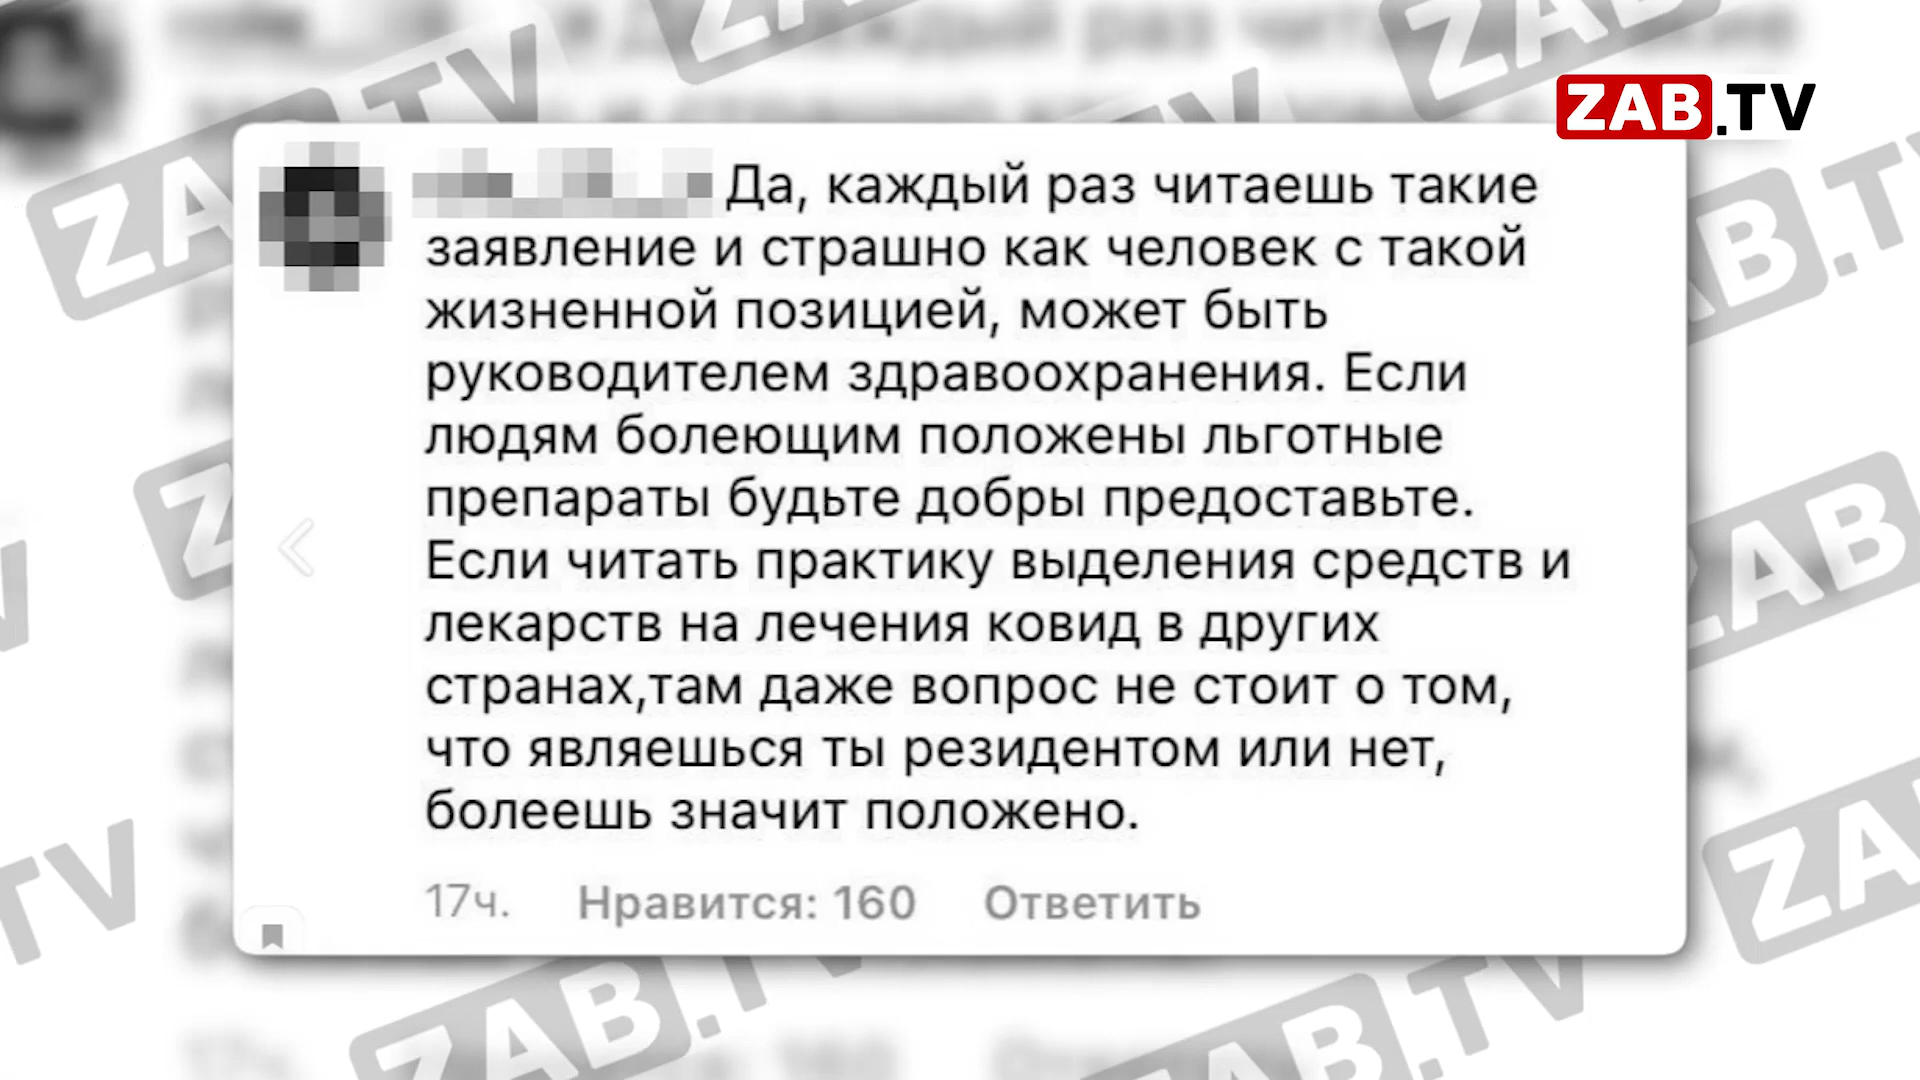 ZAB.TV
Да, каждый раз читаешь такие
заявление и страшно как человек с такой
жизненной позицией, может быть
руководителем здравоохранения. Если
людям болеющим положены льготные
препараты будьте добры предоставьте.
Если читать практику выделения средств и
лекарств на лечения ковид в других
странах,там даже вопрос не стоит о том,
что являешься ты резидентом или нет,
болеешь значит положено.
17ч. Нравится: 160 Ответить